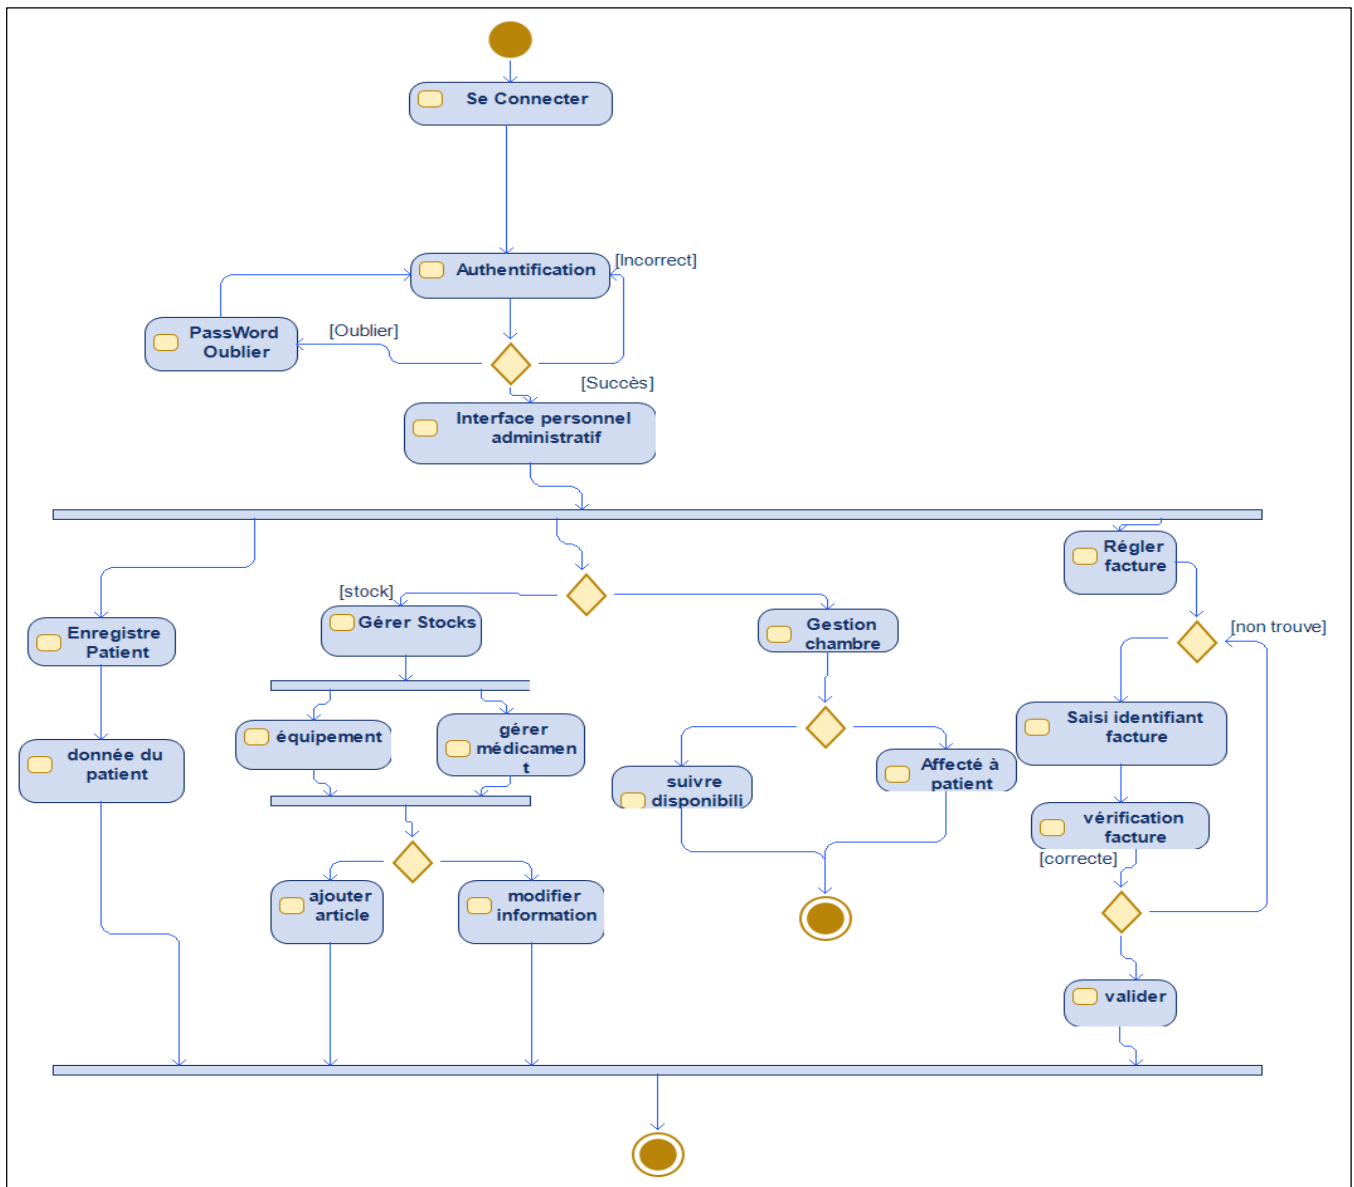 Se Connecter
Authentification
[Incorrect]
PassWord
Oublier
[Oublier]
[Succès]
Interface personnel
administratif
Régler
facture
[stock]
Gérer Stocks
Enregistre
Patient
Gestion
chambre
[non trouve]
Saisi identifiant
facture
équipement
gérer
médicamen
t
donnée du
patient
suivre
disponibili
Affecté à
patient
vérification
facture
[correcte]
ajouter
article
modifier
information
valider